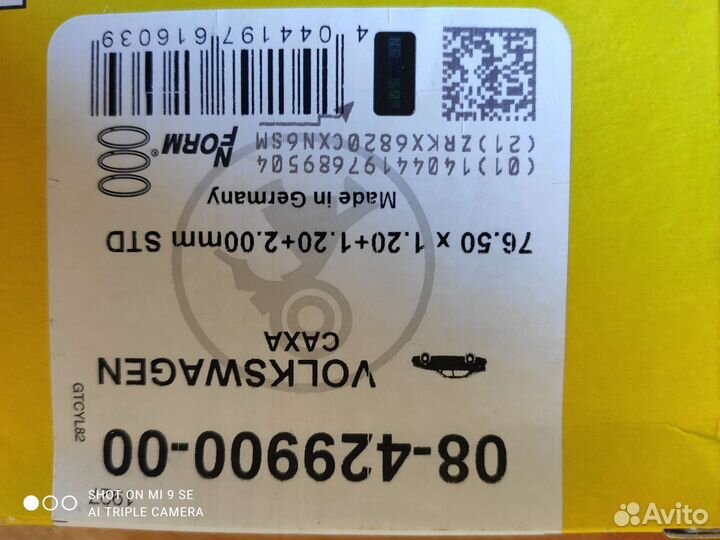 08-429900-00
GTCYL82
VOLKSWAGEN
CAXA
76.50 x 1.20+1.20+2.00mm STD
Made in Germany
(01)14044197689504
(21)ZRKX6820CXN6SM
N
FORM®
4 044197 616039
SHOT ON MI 9 SE
AI TRIPLE CAMERA
Avito